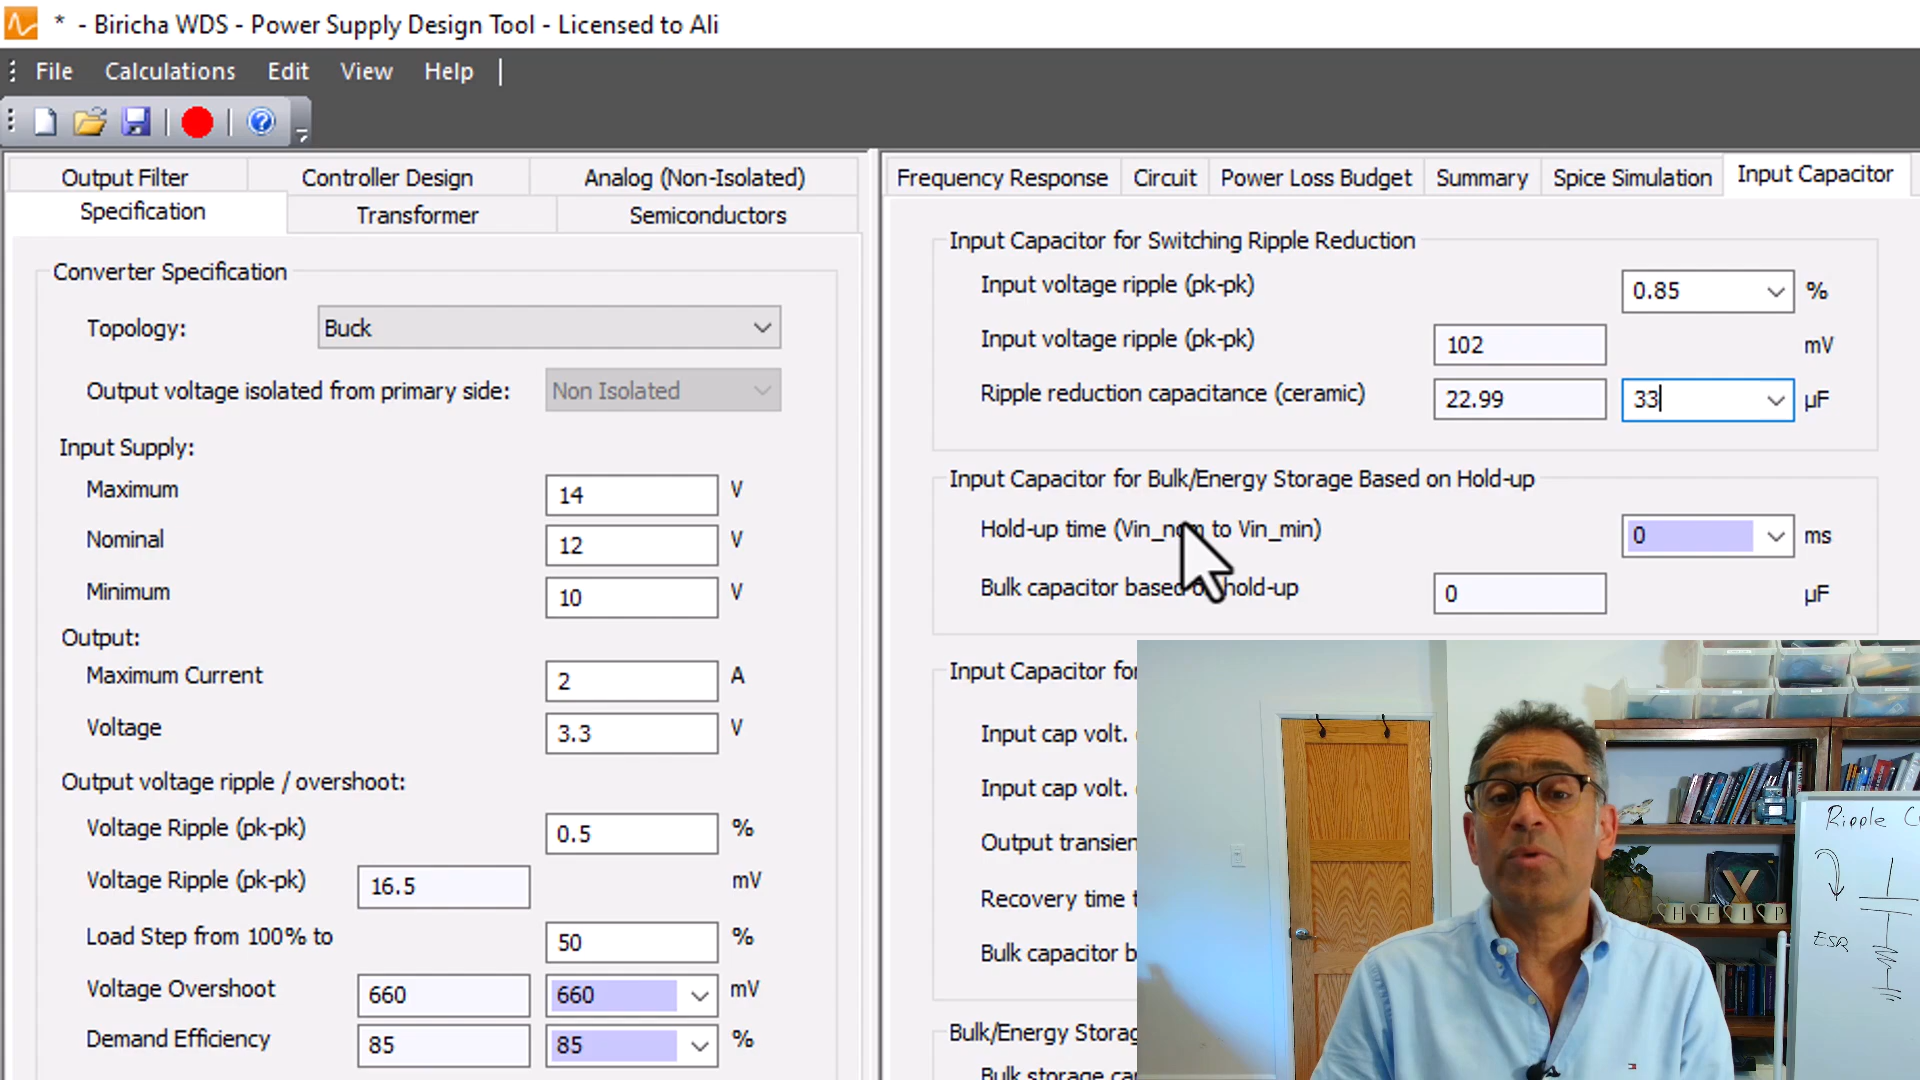 * - Biricha WDS - Power Supply Design Tool - Licensed to Ali
File Calculations Edit View Help
Output Filter Controller Design Analog (Non-Isolated)
Specification Transformer Semiconductors
Converter Specification
Topology: Buck
Output voltage isolated from primary side: Non Isolated
Input Supply:
Maximum 14 V
Nominal 12 V
Minimum 10 V
Output:
Maximum Current 2 A
Voltage 3.3 V
Output voltage ripple / overshoot:
Voltage Ripple (pk-pk) 0.5 %
Voltage Ripple (pk-pk) 16.5 mV
Load Step from 100% to 50 %
Voltage Overshoot 660 660 mV
Demand Efficiency 85 85 %
Frequency Response Circuit Power Loss Budget Summary Spice Simulation Input Capacitor
Input Capacitor for Switching Ripple Reduction
Input voltage ripple (pk-pk) 0.85 %
Input voltage ripple (pk-pk) 102 mV
Ripple reduction capacitance (ceramic) 22.99 33 µF
Input Capacitor for Bulk/Energy Storage Based on Hold-up
Hold-up time (Vin_nom to Vin_min) 0 ms
Bulk capacitor based on hold-up 0 µF
Input Capacitor for
Input cap volt.
Input cap volt.
Output transien
Recovery time t
Bulk capacitor b
Bulk/Energy Storag
Bulk storage ca
Ripple C
ESR
H F I P